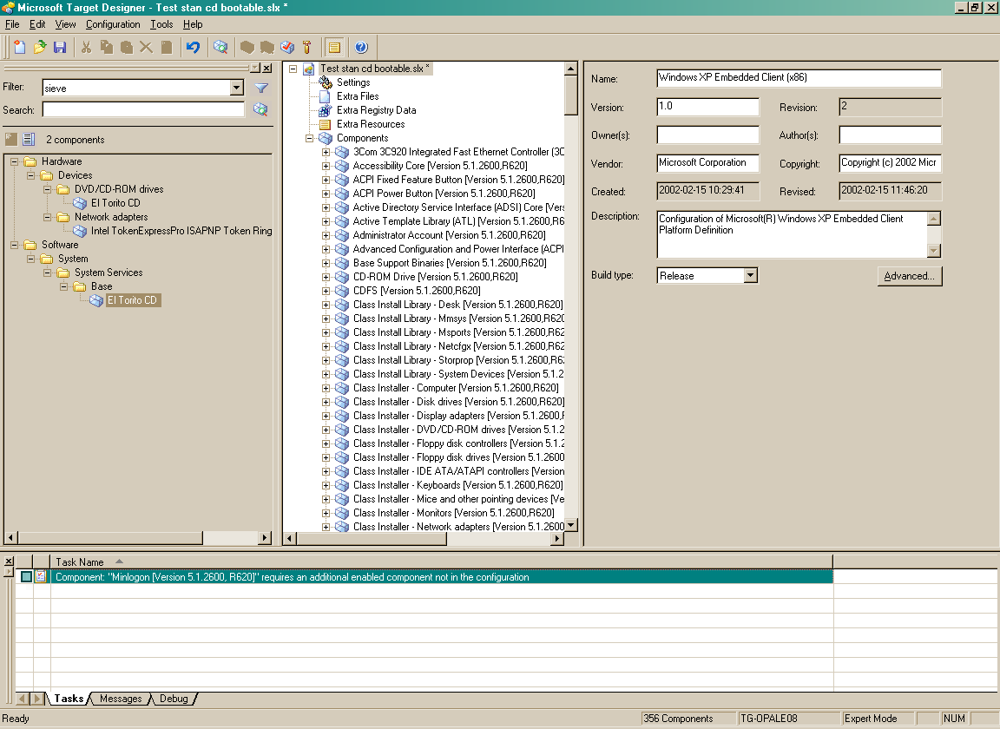 Microsoft Target Designer - Test stan cd bootable.slx *
File Edit View Configuration Tools Help
Filter: sieve
Search:
2 components
Hardware
Devices
DVD/CD-ROM drives
El Torito CD
Network adapters
Intel TokenExpressPro ISAPNP Token Ring
Software
System
System Services
Base
El Torito CD
Test stan cd bootable.slx *
Settings
Extra Files
Extra Registry Data
Extra Resources
Components
3Com 3C920 Integrated Fast Ethernet Controller (3C
Accessibility Core [Version 5.1.2600,R620]
ACPI Fixed Feature Button [Version 5.1.2600,R620]
ACPI Power Button [Version 5.1.2600,R620]
Active Directory Service Interface (ADSI) Core [Vers
Active Template Library (ATL) [Version 5.1.2600,R6
Administrator Account [Version 5.1.2600,R620]
Advanced Configuration and Power Interface (ACPI
Base Support Binaries [Version 5.1.2600,R620]
CD-ROM Drive [Version 5.1.2600,R620]
CDFS [Version 5.1.2600,R620]
Class Install Library - Desk [Version 5.1.2600,R620]
Class Install Library - Mmsys [Version 5.1.2600,R620
Class Install Library - Msports [Version 5.1.2600,R62
Class Install Library - Netcfgx [Version 5.1.2600,R62
Class Install Library - Storprop [Version 5.1.2600,R62
Class Install Library - System Devices [Version 5.1.2
Class Installer - Computer [Version 5.1.2600,R620]
Class Installer - Disk drives [Version 5.1.2600,R620]
Class Installer - Display adapters [Version 5.1.2600,R
Class Installer - DVD/CD-ROM drives [Version 5.1.2
Class Installer - Floppy disk controllers [Version 5.1.2
Class Installer - Floppy disk drives [Version 5.1.2600
Class Installer - IDE ATA/ATAPI controllers [Version
Class Installer - Keyboards [Version 5.1.2600,R620]
Class Installer - Mice and other pointing devices [Ve
Class Installer - Monitors [Version 5.1.2600,R620]
Class Installer - Network adapters [Version 5.1.2600
Name: Windows XP Embedded Client (x86)
Version: 1.0 Revision: 2
Owner(s): Author(s):
Vendor: Microsoft Corporation Copyright: Copyright (c) 2002 Micr
Created: 2002-02-15 10:29:41 Revised: 2002-02-15 11:46:20
Description: Configuration of Microsoft(R) Windows XP Embedded Client
Platform Definition
Build type: Release Advanced...
Task Name
Component: "Minlogon [Version 5.1.2600, R620]" requires an additional enabled component not in the configuration
Tasks Messages Debug
Ready 356 Components TG-OPALE08 Expert Mode NUM